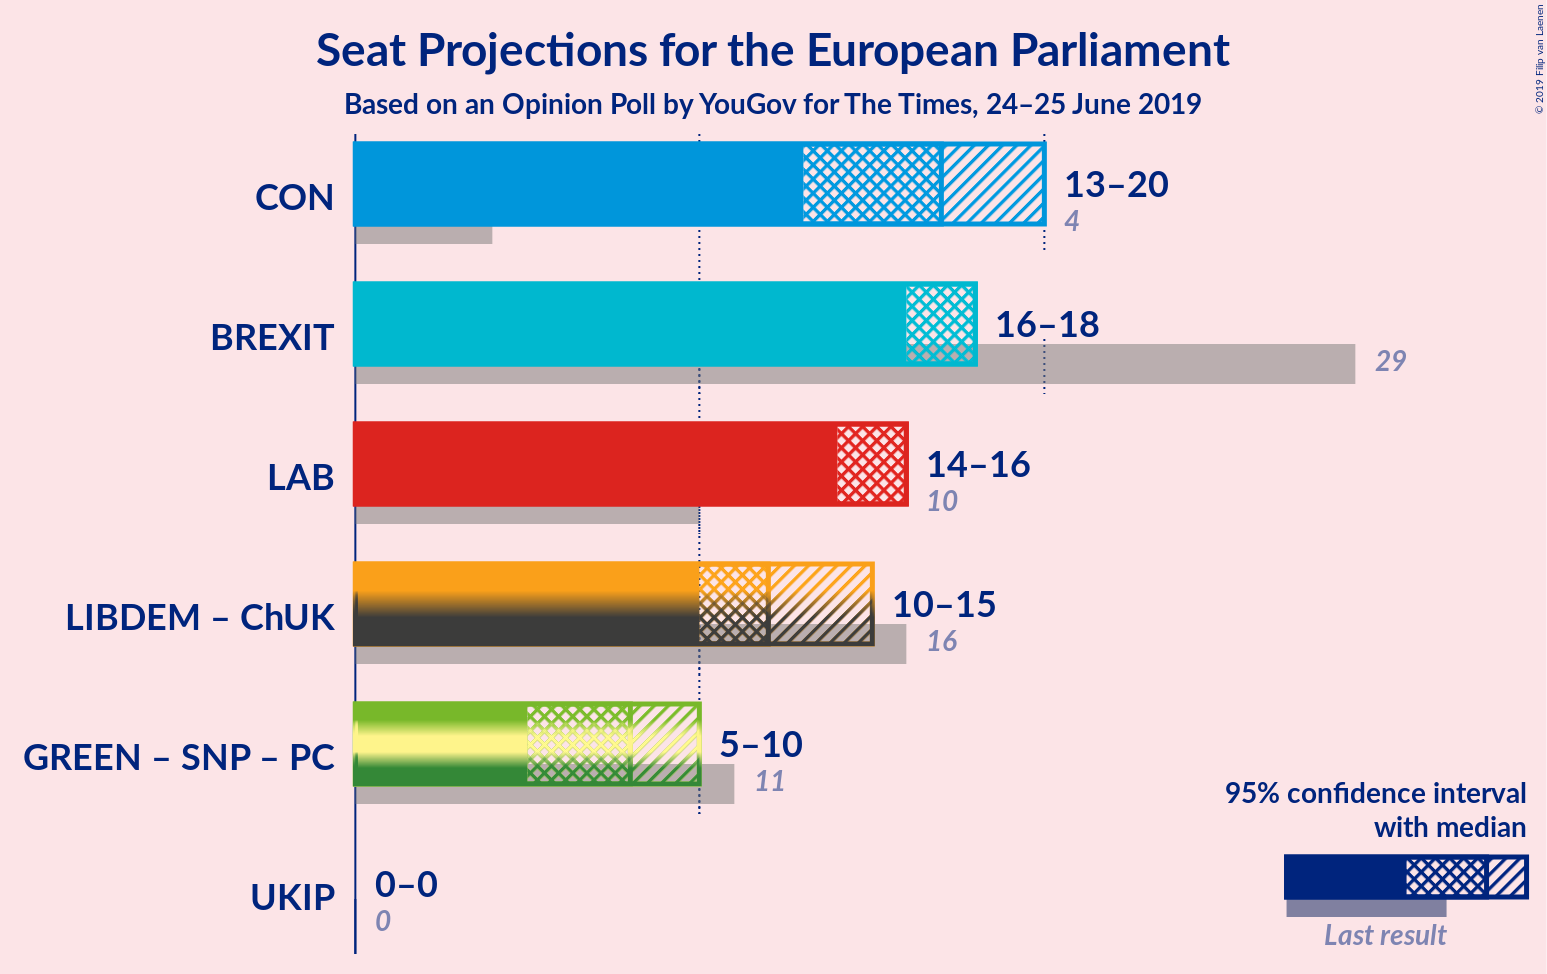 Seat Projections for the European Parliament
Based on an Opinion Poll by YouGov for The Times, 24–25 June 2019
© 2019 Filip van Laenen
CON
13–20
4
BREXIT
16–18
29
LAB
14–16
10
LIBDEM – ChUK
10–15
16
GREEN – SNP – PC
5–10
11
UKIP
0–0
0
95% confidence interval
with median
Last result